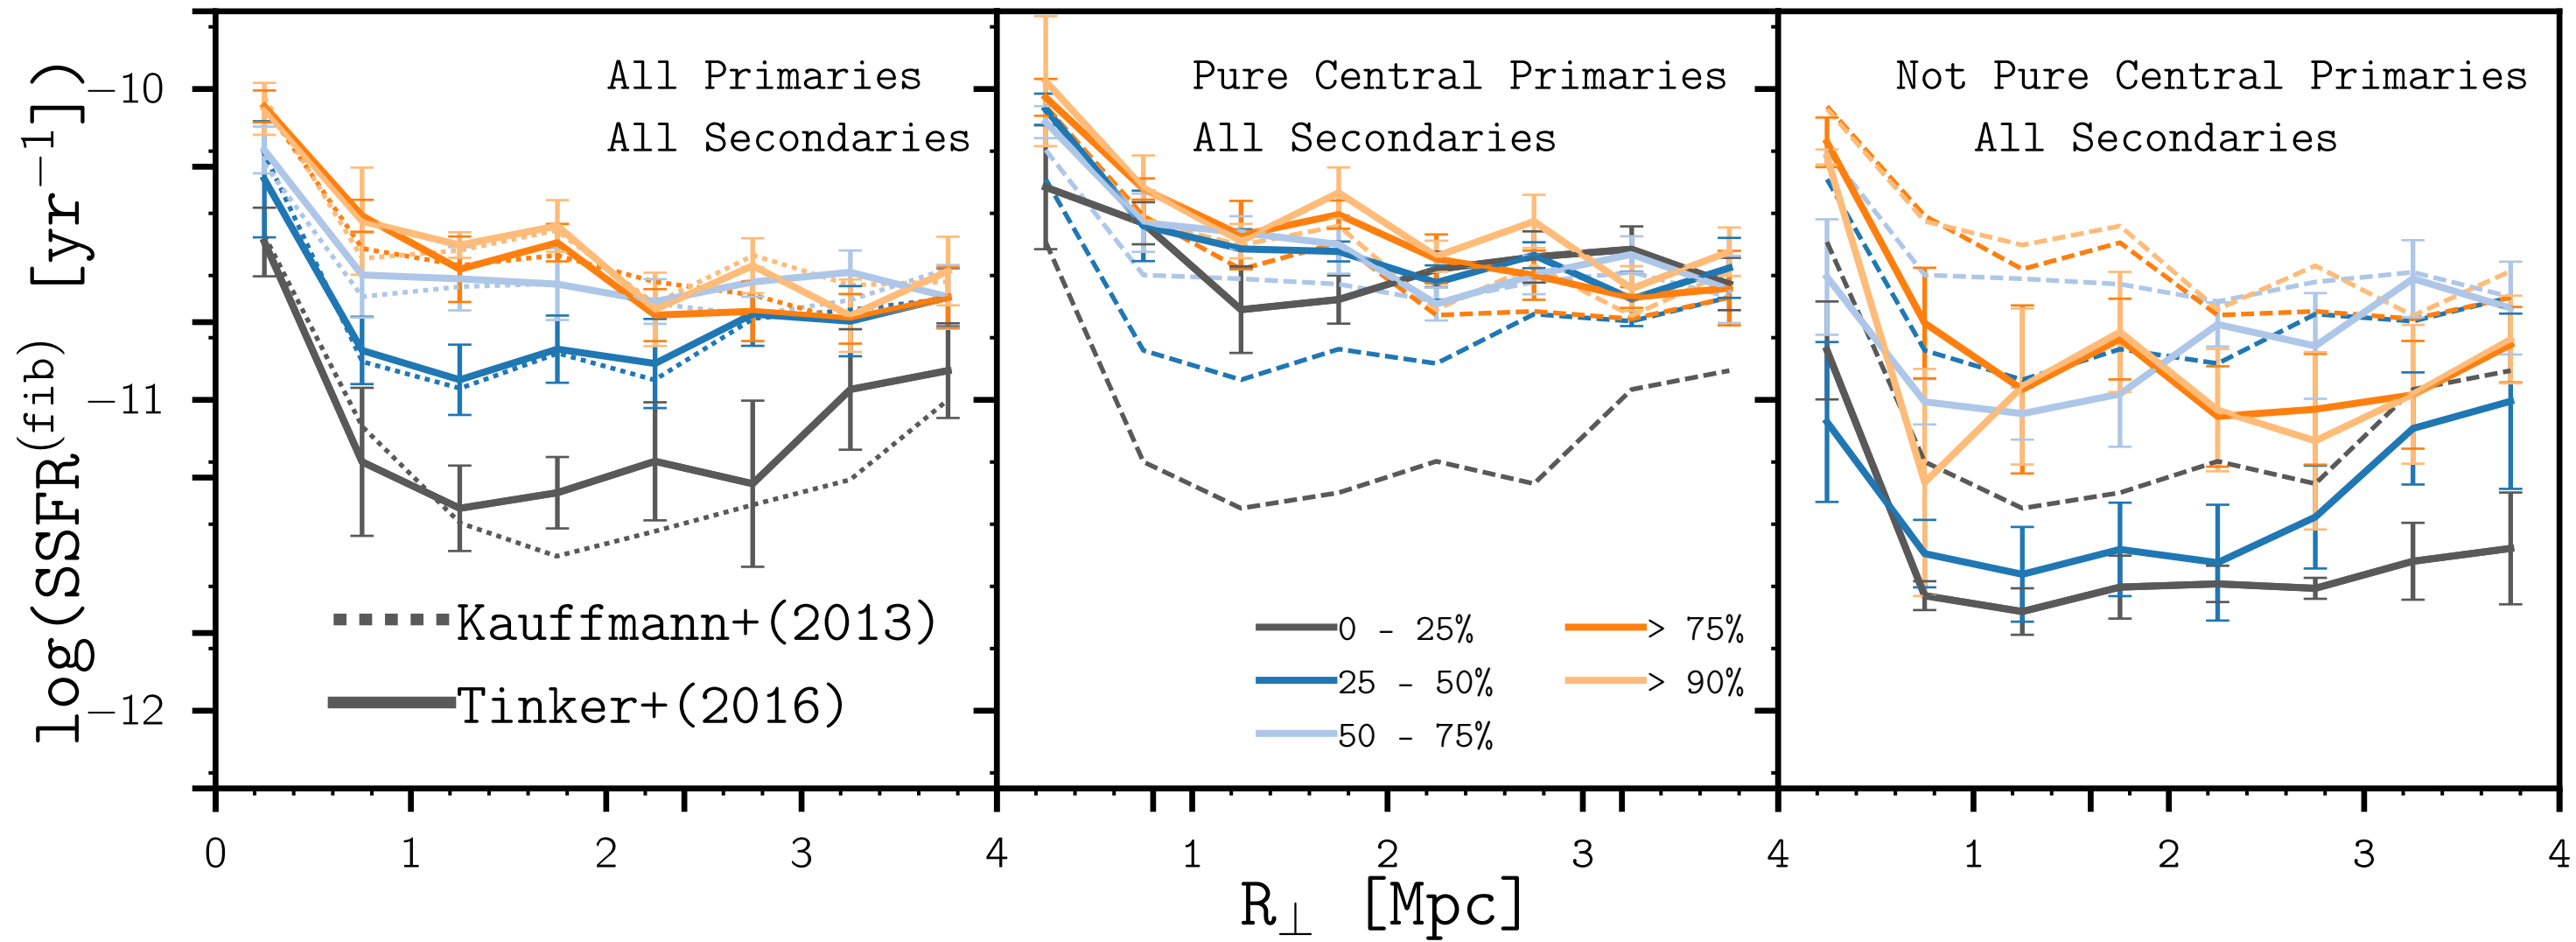 log(SSFR^(fib) [yr^−1])
−10
−11
−12
All Primaries
All Secondaries
Kauffmann+(2013)
Tinker+(2016)
Pure Central Primaries
All Secondaries
0 - 25%
25 - 50%
50 - 75%
> 75%
> 90%
Not Pure Central Primaries
All Secondaries
0 1 2 3 4 1 2 3 4 1 2 3 4
R⊥ [Mpc]